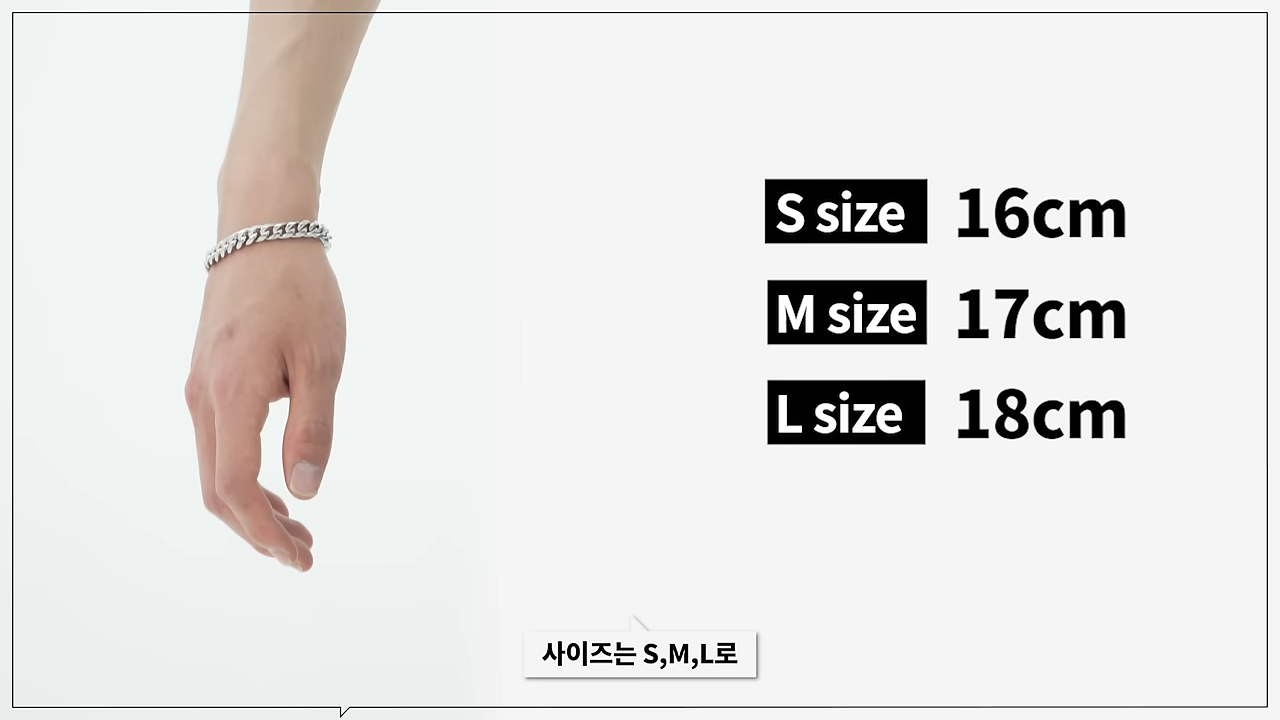 S size 16cm
M size 17cm
L size 18cm
사이즈는 S,M,L로